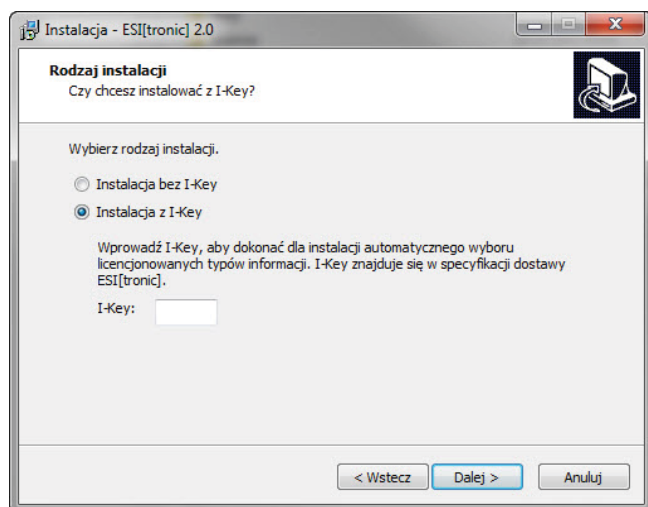 Instalacja - ESI[tronic] 2.0
Rodzaj instalacji
Czy chcesz instalować z I-Key?
Wybierz rodzaj instalacji.
Instalacja bez I-Key
Instalacja z I-Key
Wprowadź I-Key, aby dokonać dla instalacji automatycznego wyboru
licencjonowanych typów informacji. I-Key znajduje się w specyfikacji dostawy
ESI[tronic].
I-Key:
< Wstecz Dalej > Anuluj